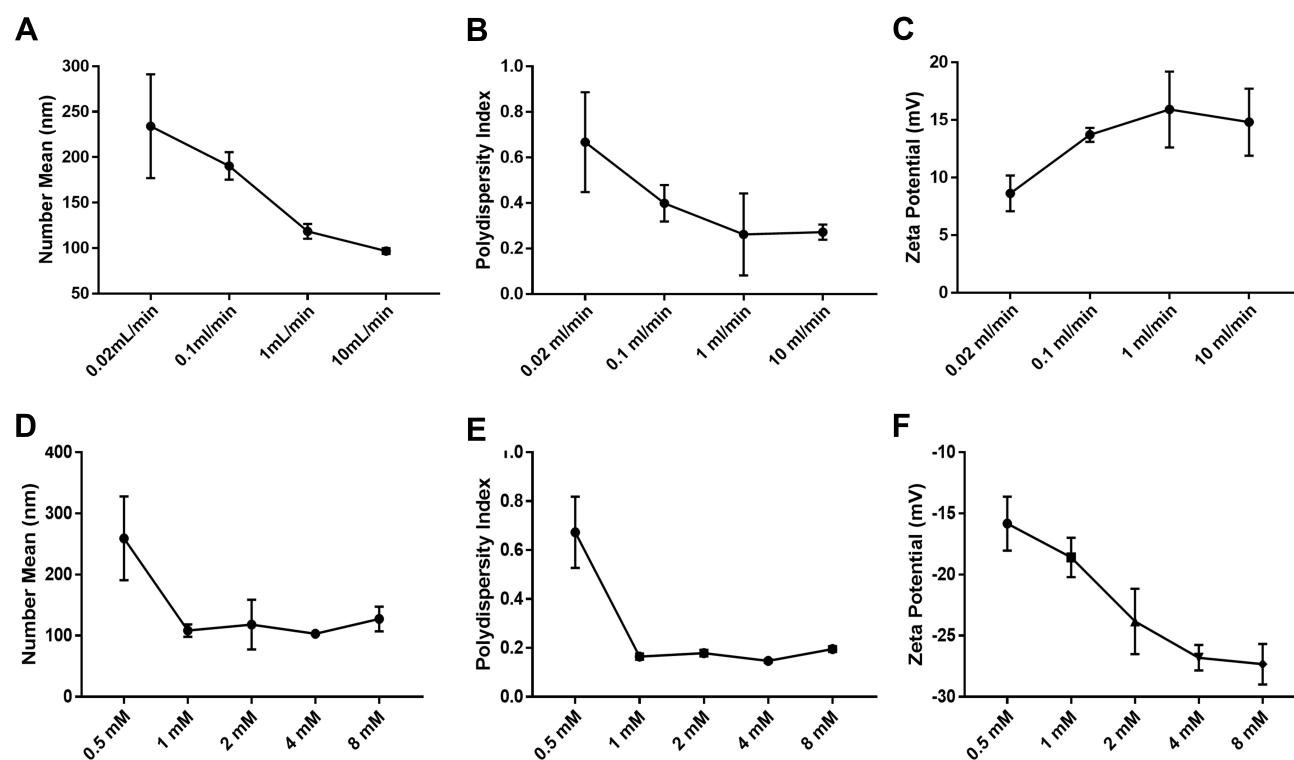 A
Number Mean (nm)
300
250
200
150
100
50
0.02mL/min
0.1ml/min
1mL/min
10mL/min
B
Polydispersity Index
1.0
0.8
0.6
0.4
0.2
0.0
0.02 ml/min
0.1 ml/min
1 ml/min
10 ml/min
C
Zeta Potential (mV)
20
15
10
5
0
0.02 ml/min
0.1 ml/min
1 ml/min
10 ml/min
D
Number Mean (nm)
400
300
200
100
0
0.5 mM
1 mM
2 mM
4 mM
8 mM
E
Polydispersity Index
1.0
0.8
0.6
0.4
0.2
0.0
0.5 mM
1 mM
2 mM
4 mM
8 mM
F
Zeta Potential (mV)
-10
-15
-20
-25
-30
0.5 mM
1 mM
2 mM
4 mM
8 mM